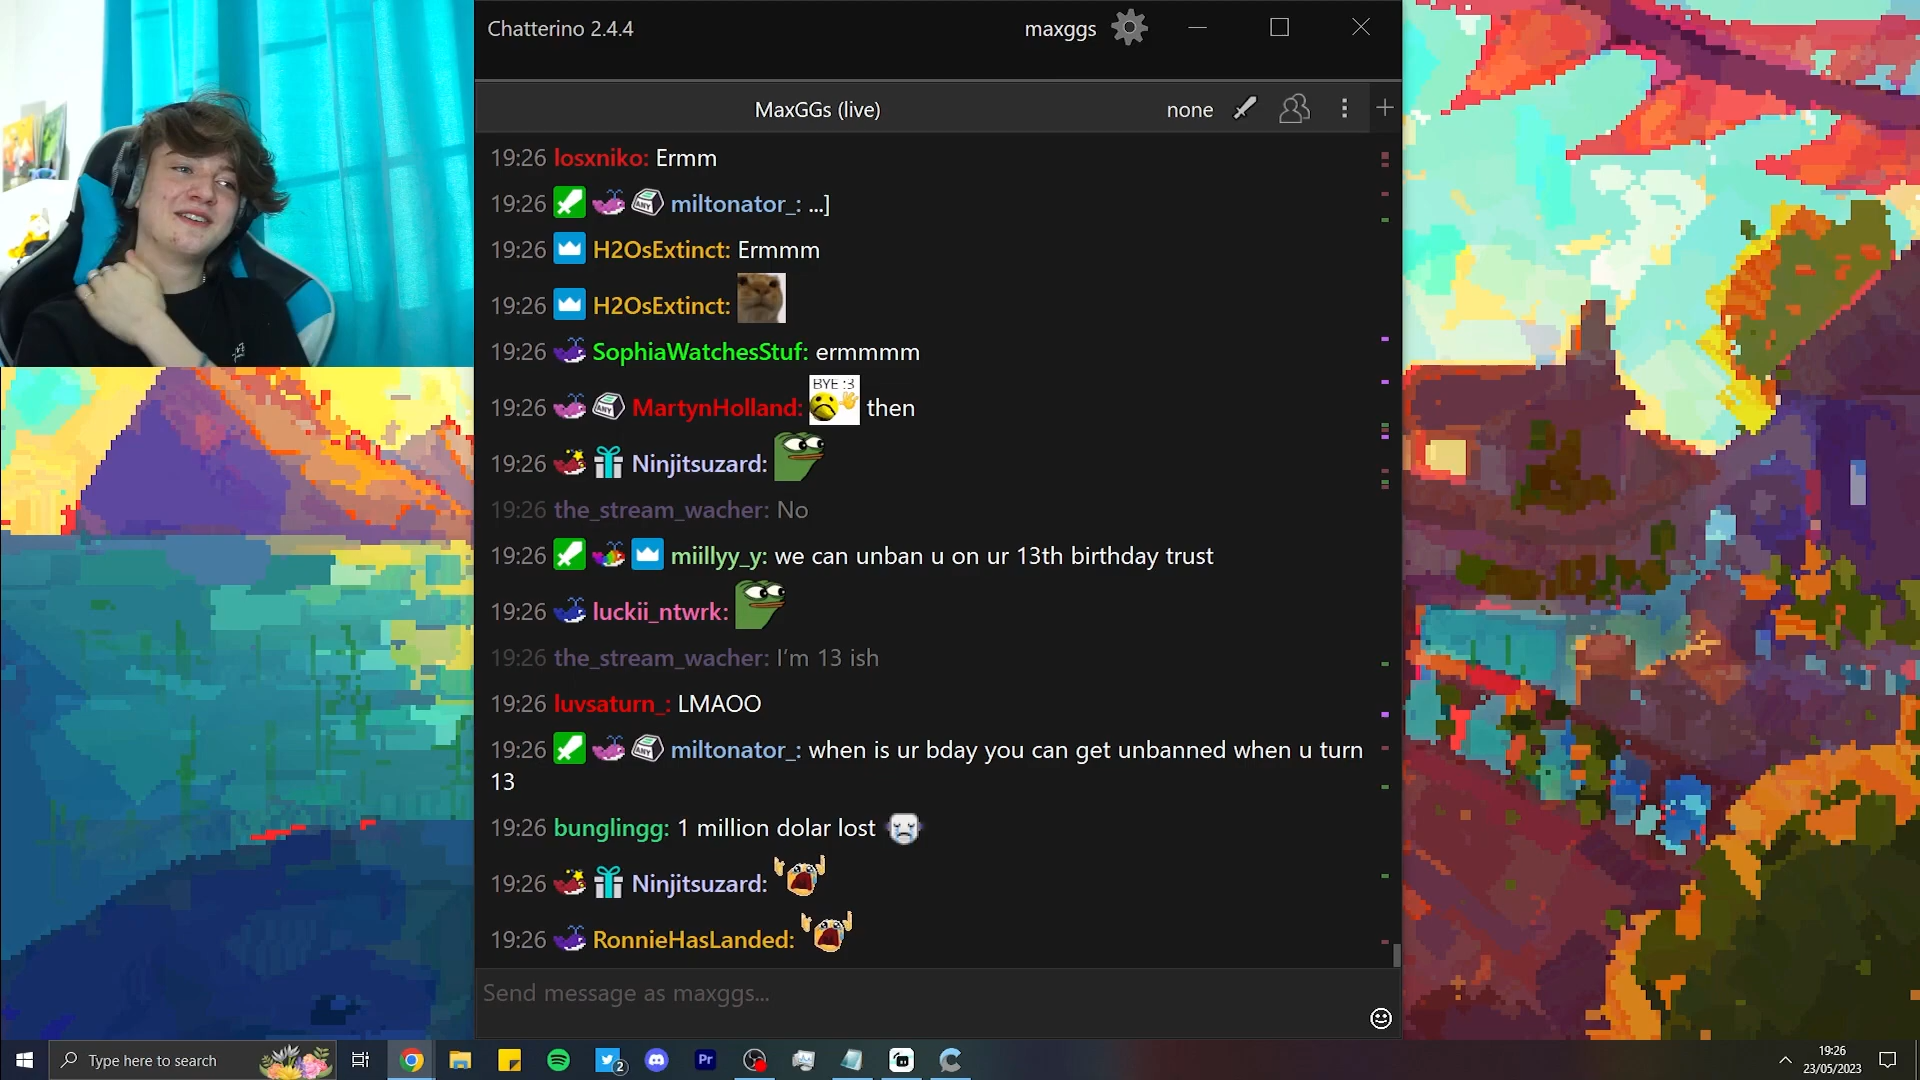 Chatterino 2.4.4
maxggs
MaxGGs (live)
none
19:26 losxniko: Ermm
19:26 ANY miltonator_: ...]
19:26 H2OsExtinct: Ermmm
19:26 H2OsExtinct:
19:26 SophiaWatchesStuf: ermmmm
BYE :3
19:26 ANY MartynHolland: then
19:26 Ninjitsuzard:
19:26 the_stream_wacher: No
19:26 miillyy_y: we can unban u on ur 13th birthday trust
19:26 luckii_ntwrk:
19:26 the_stream_wacher: I'm 13 ish
19:26 luvsaturn_: LMAOO
19:26 ANY miltonator_: when is ur bday you can get unbanned when u turn
13
19:26 bunglingg: 1 million dolar lost
19:26 Ninjitsuzard:
19:26 RonnieHasLanded:
Send message as maxggs...
Type here to search
2
Pr
19:26
23/05/2023